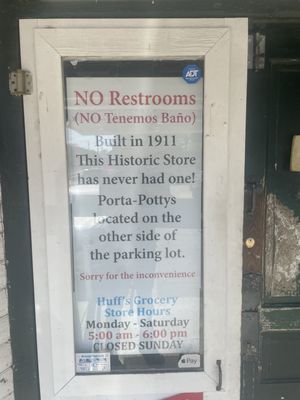 ADT
NO Restrooms
(NO Tenemos Baño)
Built in 1911
This Historic Store
has never had one!
Porta-Pottys
located on the
other side of
the parking lot.
Sorry for the inconvenience
Huff's Grocery
Store Hours
Monday - Saturday
5:00 am - 6:00 pm
CLOSED SUNDAY
Pay